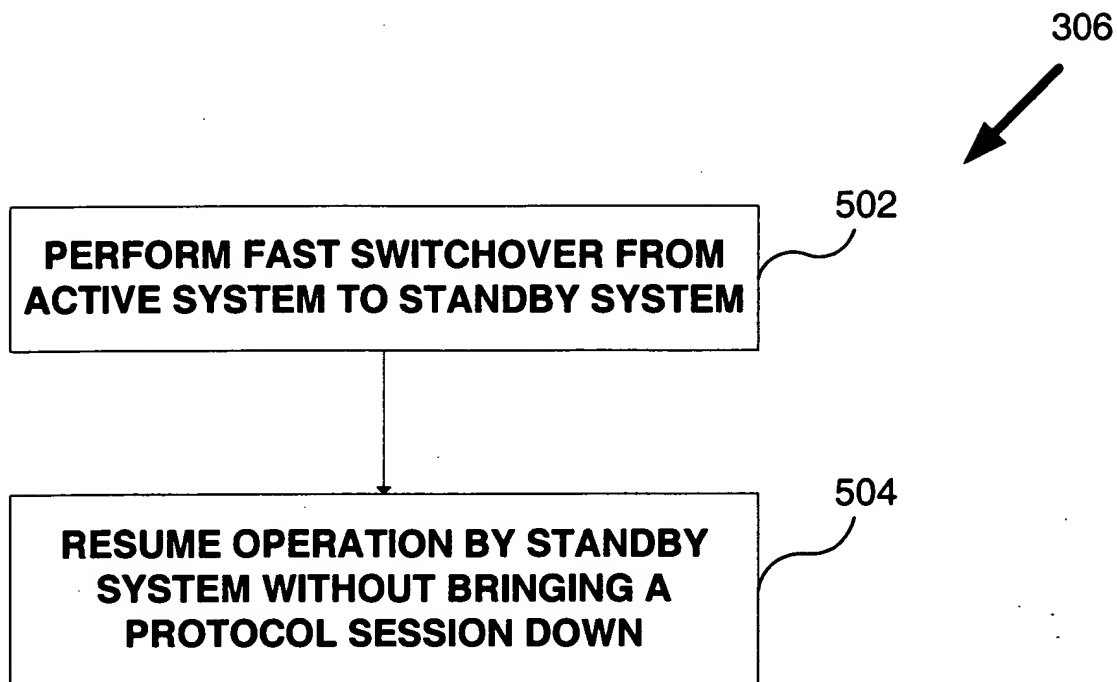 306
502
PERFORM FAST SWITCHOVER FROM
ACTIVE SYSTEM TO STANDBY SYSTEM
504
RESUME OPERATION BY STANDBY
SYSTEM WITHOUT BRINGING A
PROTOCOL SESSION DOWN